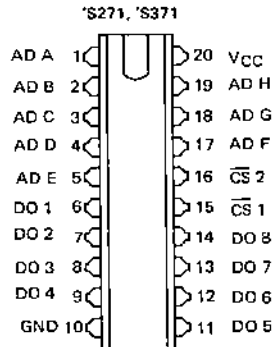 'S271, 'S371
AD A 1 20 VCC
AD B 2 19 AD H
AD C 3 18 AD G
AD D 4 17 AD F
AD E 5 16 CS 2
DO 1 6 15 CS 1
DO 2 7 14 DO 8
DO 3 8 13 DO 7
DO 4 9 12 DO 6
GND 10 11 DO 5